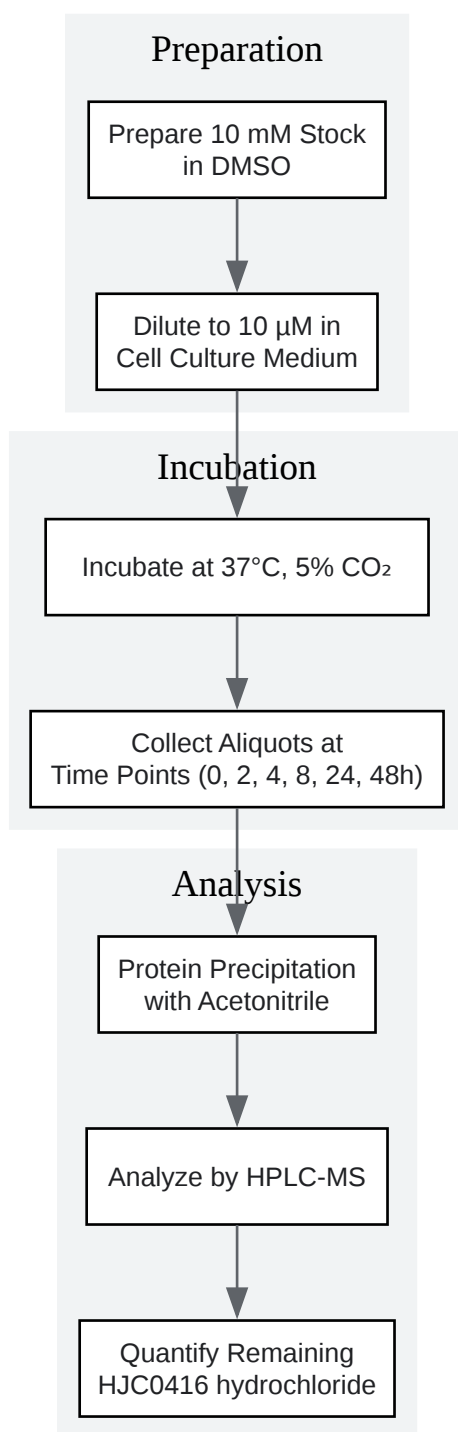 Preparation
Prepare 10 mM Stock
in DMSO
Dilute to 10 µM in
Cell Culture Medium
Incubation
Incubate at 37°C, 5% CO₂
Collect Aliquots at
Time Points (0, 2, 4, 8, 24, 48h)
Analysis
Protein Precipitation
with Acetonitrile
Analyze by HPLC-MS
Quantify Remaining
HJC0416 hydrochloride